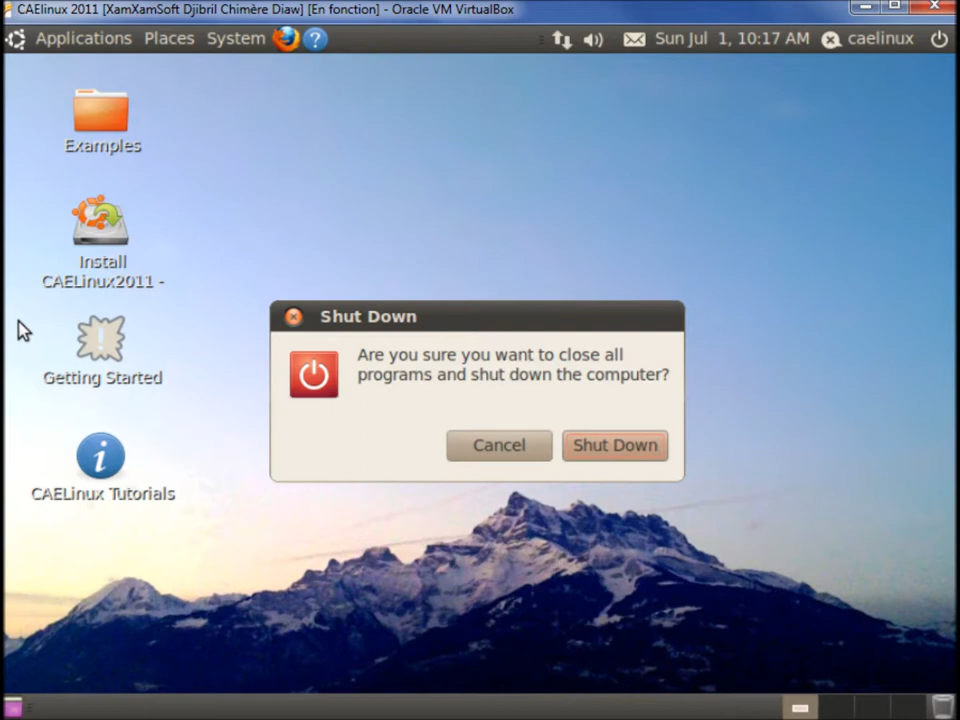 CAElinux 2011 [XamXamSoft Djibril Chimère Diaw] [En fonction] - Oracle VM VirtualBox
Applications Places System ? Sun Jul 1, 10:17 AM caelinux
Examples
Install
CAELinux2011 -
Getting Started
CAELinux Tutorials
Shut Down
Are you sure you want to close all
programs and shut down the computer?
Cancel Shut Down